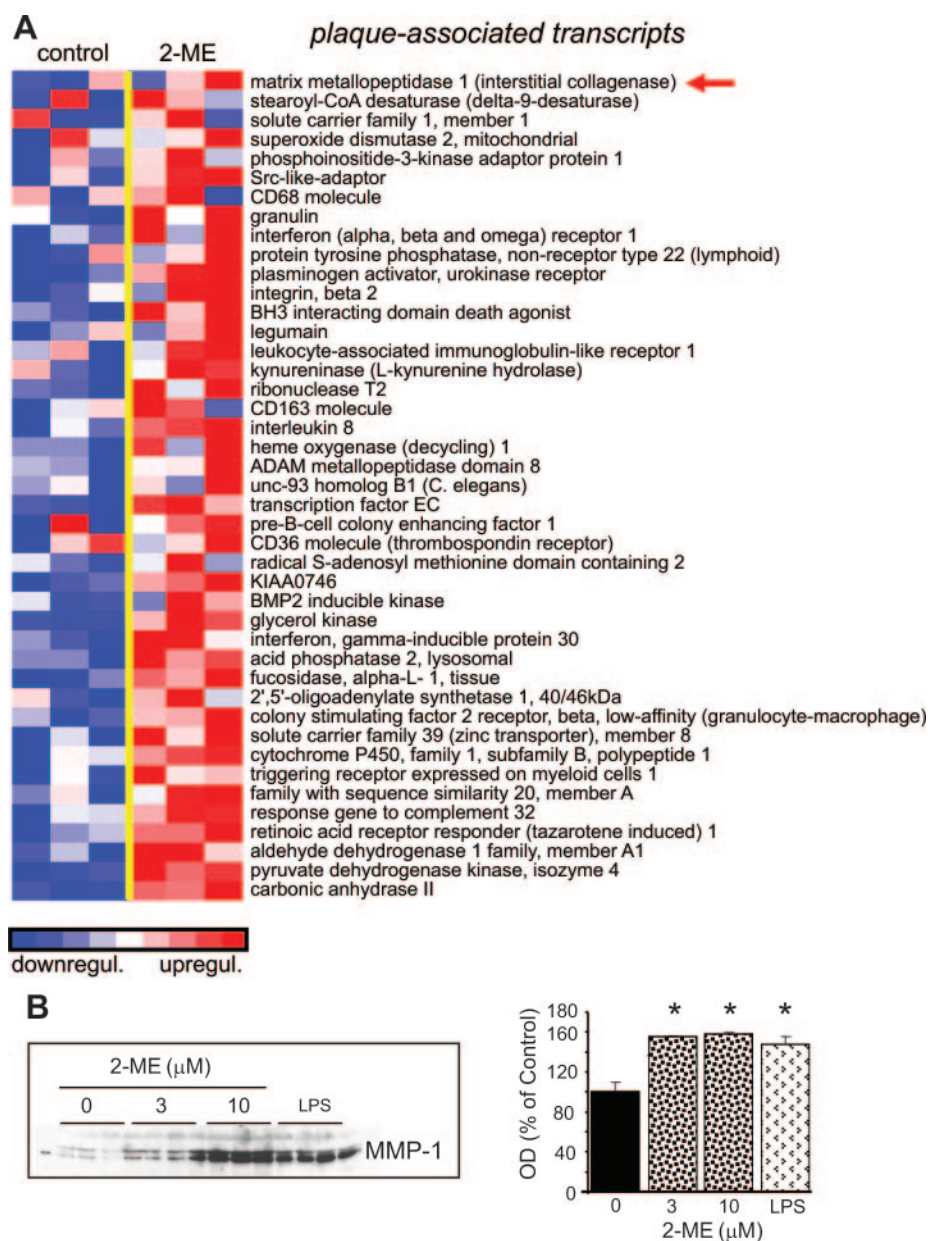 A
plaque-associated transcripts
control 2-ME
matrix metallopeptidase 1 (interstitial collagenase)
stearoyl-CoA desaturase (delta-9-desaturase)
solute carrier family 1, member 1
superoxide dismutase 2, mitochondrial
phosphoinositide-3-kinase adaptor protein 1
Src-like-adaptor
CD68 molecule
granulin
interferon (alpha, beta and omega) receptor 1
protein tyrosine phosphatase, non-receptor type 22 (lymphoid)
plasminogen activator, urokinase receptor
integrin, beta 2
BH3 interacting domain death agonist
legumain
leukocyte-associated immunoglobulin-like receptor 1
kynureninase (L-kynurenine hydrolase)
ribonuclease T2
CD163 molecule
interleukin 8
heme oxygenase (decycling) 1
ADAM metallopeptidase domain 8
unc-93 homolog B1 (C. elegans)
transcription factor EC
pre-B-cell colony enhancing factor 1
CD36 molecule (thrombospondin receptor)
radical S-adenosyl methionine domain containing 2
KIAA0746
BMP2 inducible kinase
glycerol kinase
interferon, gamma-inducible protein 30
acid phosphatase 2, lysosomal
fucosidase, alpha-L- 1, tissue
2',5'-oligoadenylate synthetase 1, 40/46kDa
colony stimulating factor 2 receptor, beta, low-affinity (granulocyte-macrophage)
solute carrier family 39 (zinc transporter), member 8
cytochrome P450, family 1, subfamily B, polypeptide 1
triggering receptor expressed on myeloid cells 1
family with sequence similarity 20, member A
response gene to complement 32
retinoic acid receptor responder (tazarotene induced) 1
aldehyde dehydrogenase 1 family, member A1
pyruvate dehydrogenase kinase, isozyme 4
carbonic anhydrase II
downregul. upregul.
B
2-ME (μM)
0 3 10 LPS
MMP-1
OD (% of Control)
180
160
120
80
40
0
* * *
0 3 10 LPS
2-ME (μM)